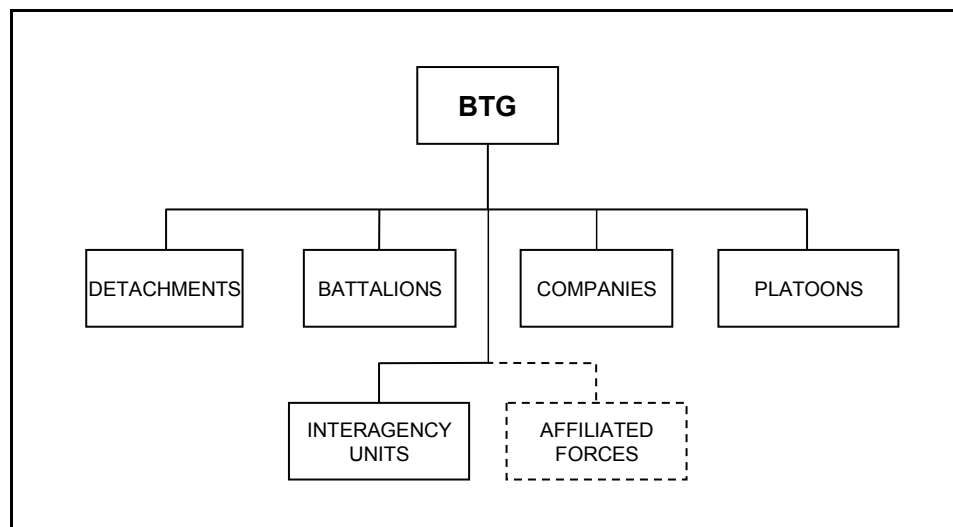 BTG
DETACHMENTS
BATTALIONS
COMPANIES
PLATOONS
INTERAGENCY
UNITS
AFFILIATED
FORCES